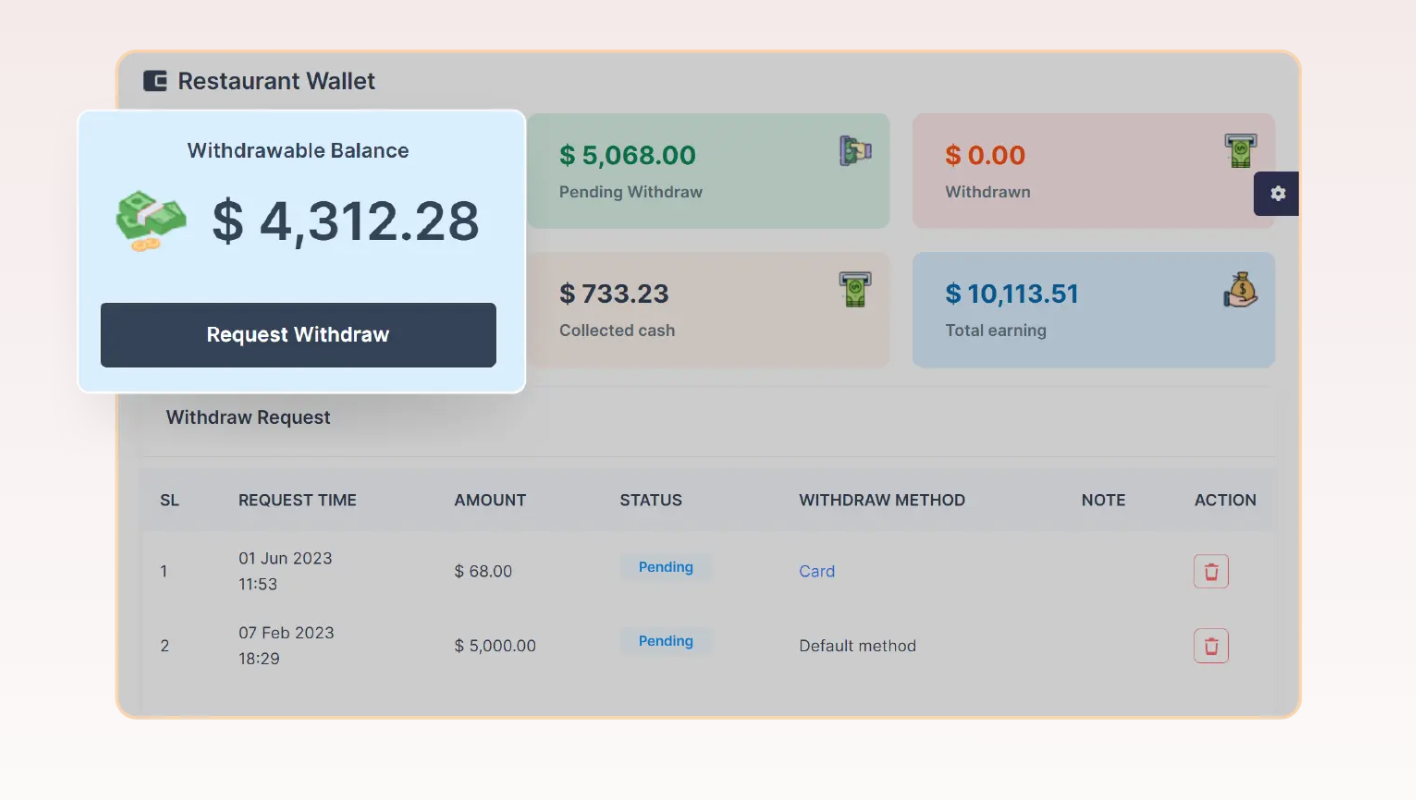 Restaurant Wallet
Withdrawable Balance
$ 4,312.28
Request Withdraw
$ 5,068.00
Pending Withdraw
$ 0.00
Withdrawn
$ 733.23
Collected cash
$ 10,113.51
Total earning
Withdraw Request
SL REQUEST TIME AMOUNT STATUS WITHDRAW METHOD NOTE ACTION
1 01 Jun 2023 11:53 $ 68.00 Pending Card
2 07 Feb 2023 18:29 $ 5,000.00 Pending Default method